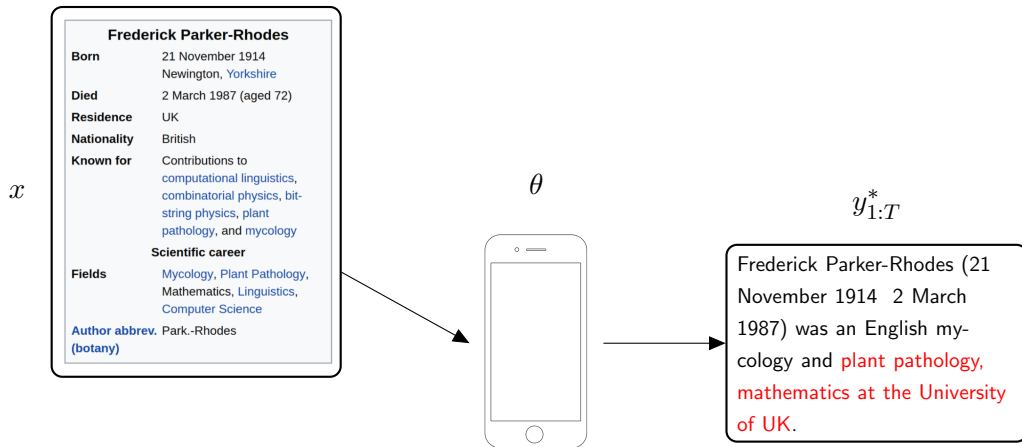 x
Frederick Parker-Rhodes
Born 21 November 1914
Newington, Yorkshire
Died 2 March 1987 (aged 72)
Residence UK
Nationality British
Known for Contributions to
computational linguistics,
combinatorial physics, bit-
string physics, plant
pathology, and mycology
Scientific career
Fields Mycology, Plant Pathology,
Mathematics, Linguistics,
Computer Science
Author abbrev. Park.-Rhodes
(botany)
θ
y*1:T
Frederick Parker-Rhodes (21
November 1914 2 March
1987) was an English my-
cology and plant pathology,
mathematics at the University
of UK.